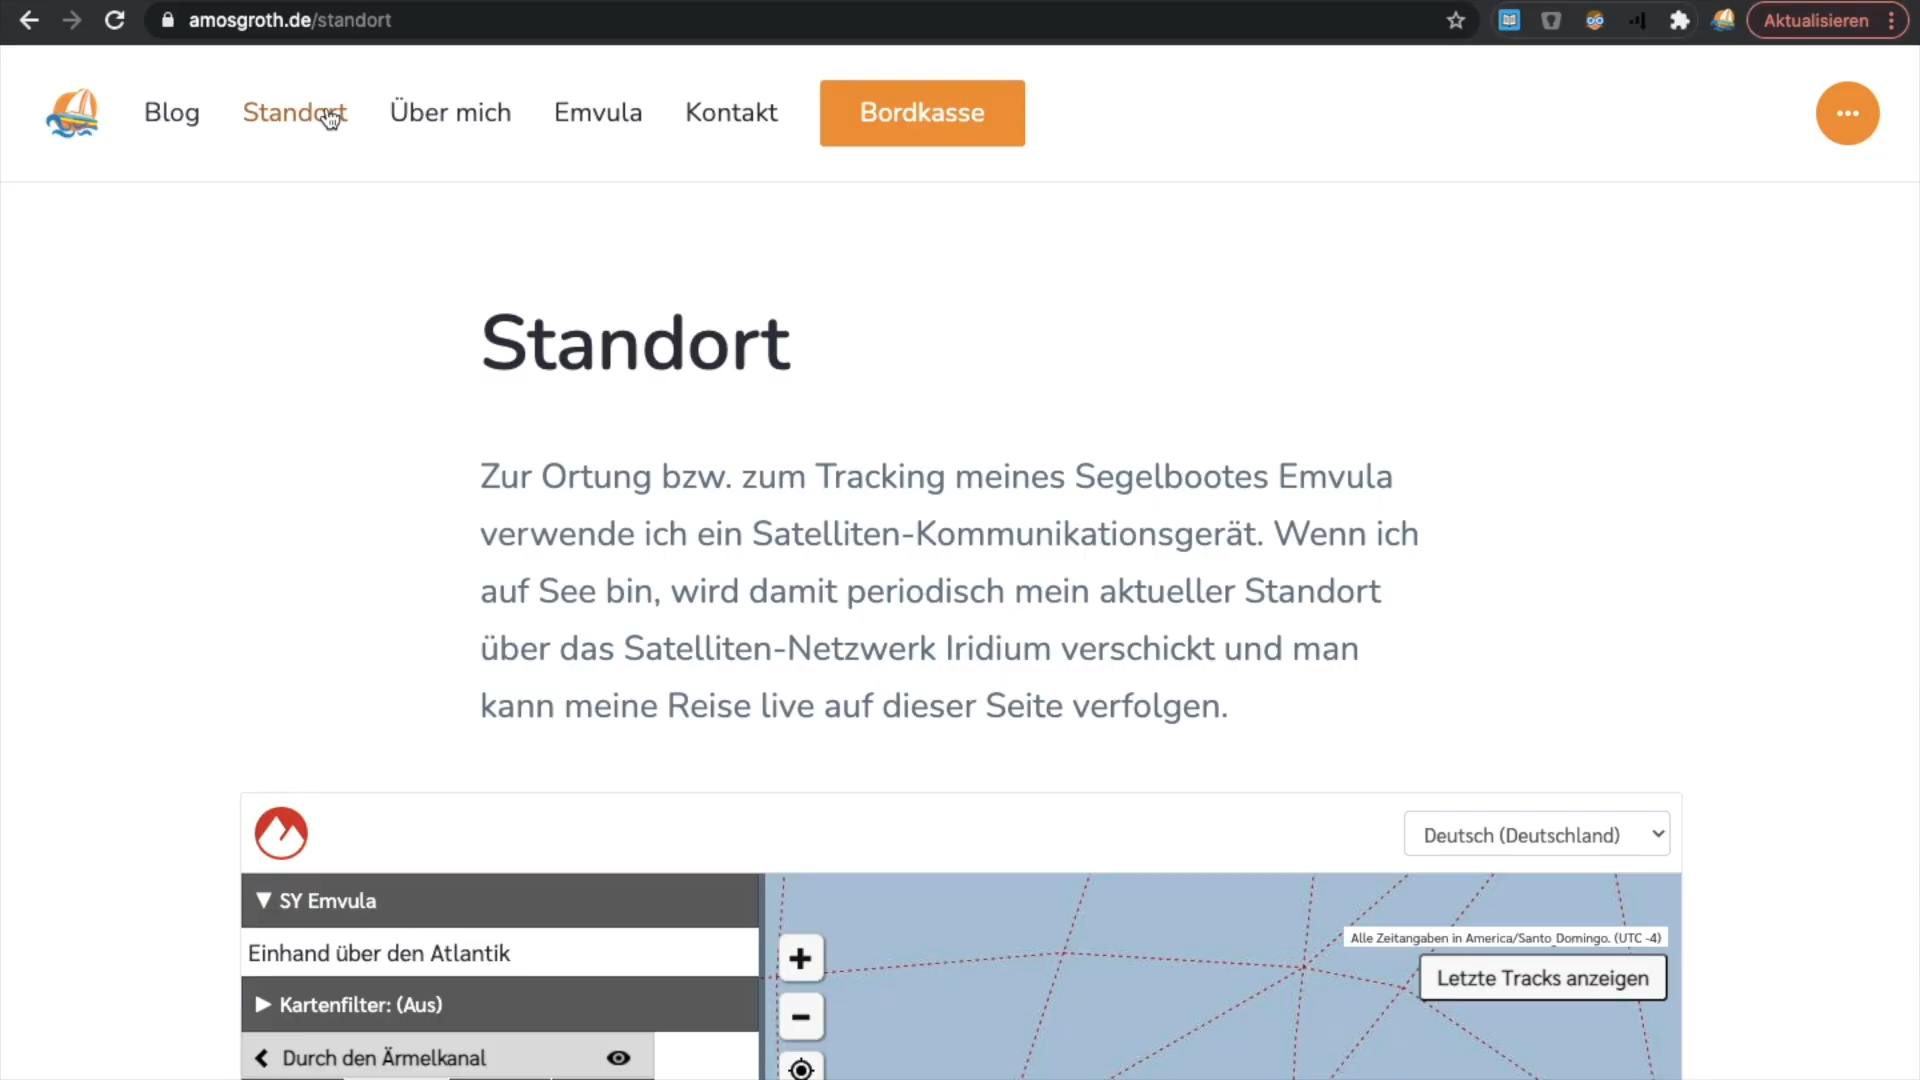 amosgroth.de/standort
Aktualisieren
Blog Standort Über mich Emvula Kontakt Bordkasse
Standort
Zur Ortung bzw. zum Tracking meines Segelbootes Emvula
verwende ich ein Satelliten-Kommunikationsgerät. Wenn ich
auf See bin, wird damit periodisch mein aktueller Standort
über das Satelliten-Netzwerk Iridium verschickt und man
kann meine Reise live auf dieser Seite verfolgen.
Deutsch (Deutschland)
SY Emvula
Einhand über den Atlantik
Kartenfilter: (Aus)
Durch den Ärmelkanal
Alle Zeitangaben in America/Santo_Domingo. (UTC -4)
Letzte Tracks anzeigen